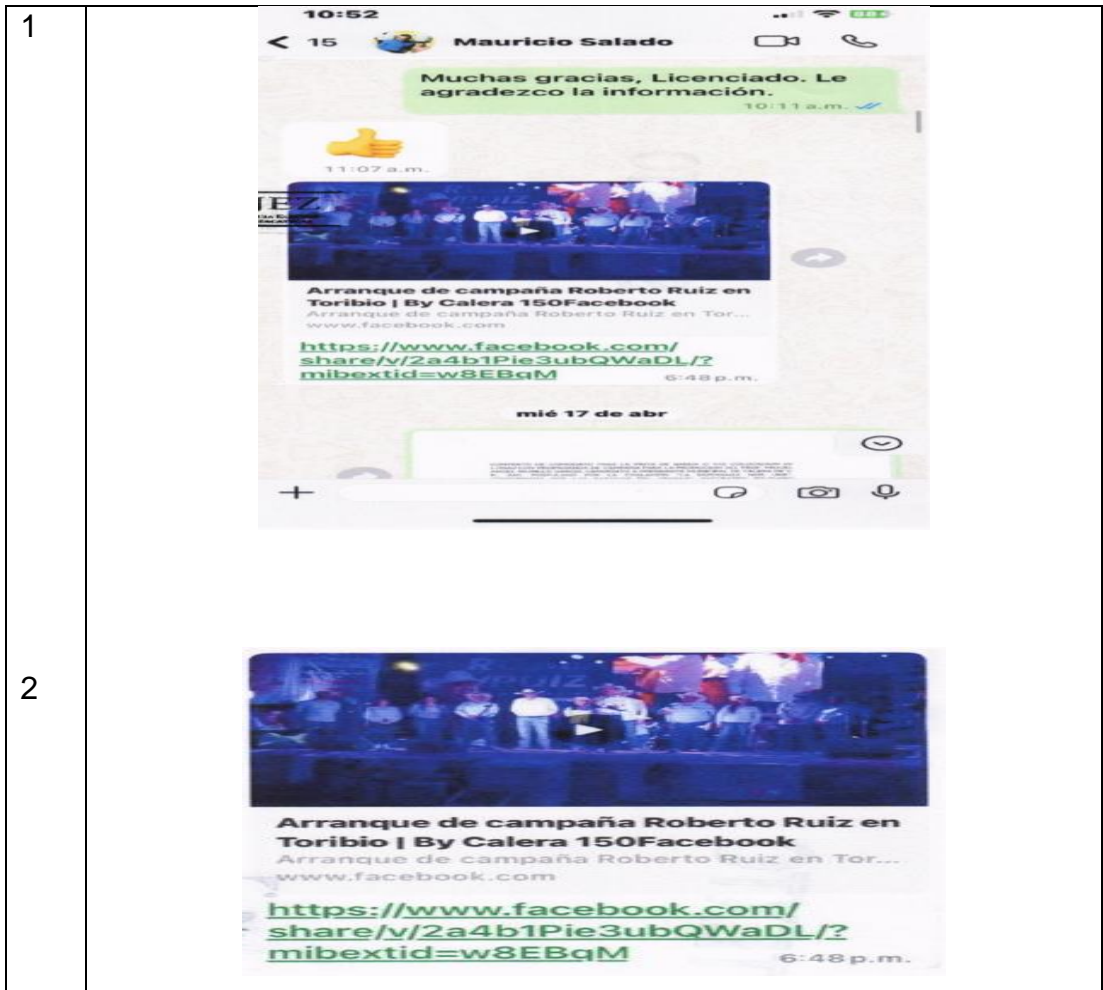 1
10:52
15 Mauricio Salado
Muchas gracias, Licenciado. Le
agradezco la información.
10:11 a.m.
11:07 a.m.
Arranque de campaña Roberto Ruiz en
Toribio | By Calera 150Facebook
Arranque de campaña Roberto Ruiz en Tor...
www.facebook.com
https://www.facebook.com/
share/v/2a4b1Pie3ubQWaDL/?
mibextid=w8EBqM
6:48 p.m.
mié 17 de abr
2
Arranque de campaña Roberto Ruiz en
Toribio | By Calera 150Facebook
Arranque de campaña Roberto Ruiz en Tor...
www.facebook.com
https://www.facebook.com/
share/v/2a4b1Pie3ubQWaDL/?
mibextid=w8EBqM
6:48 p.m.